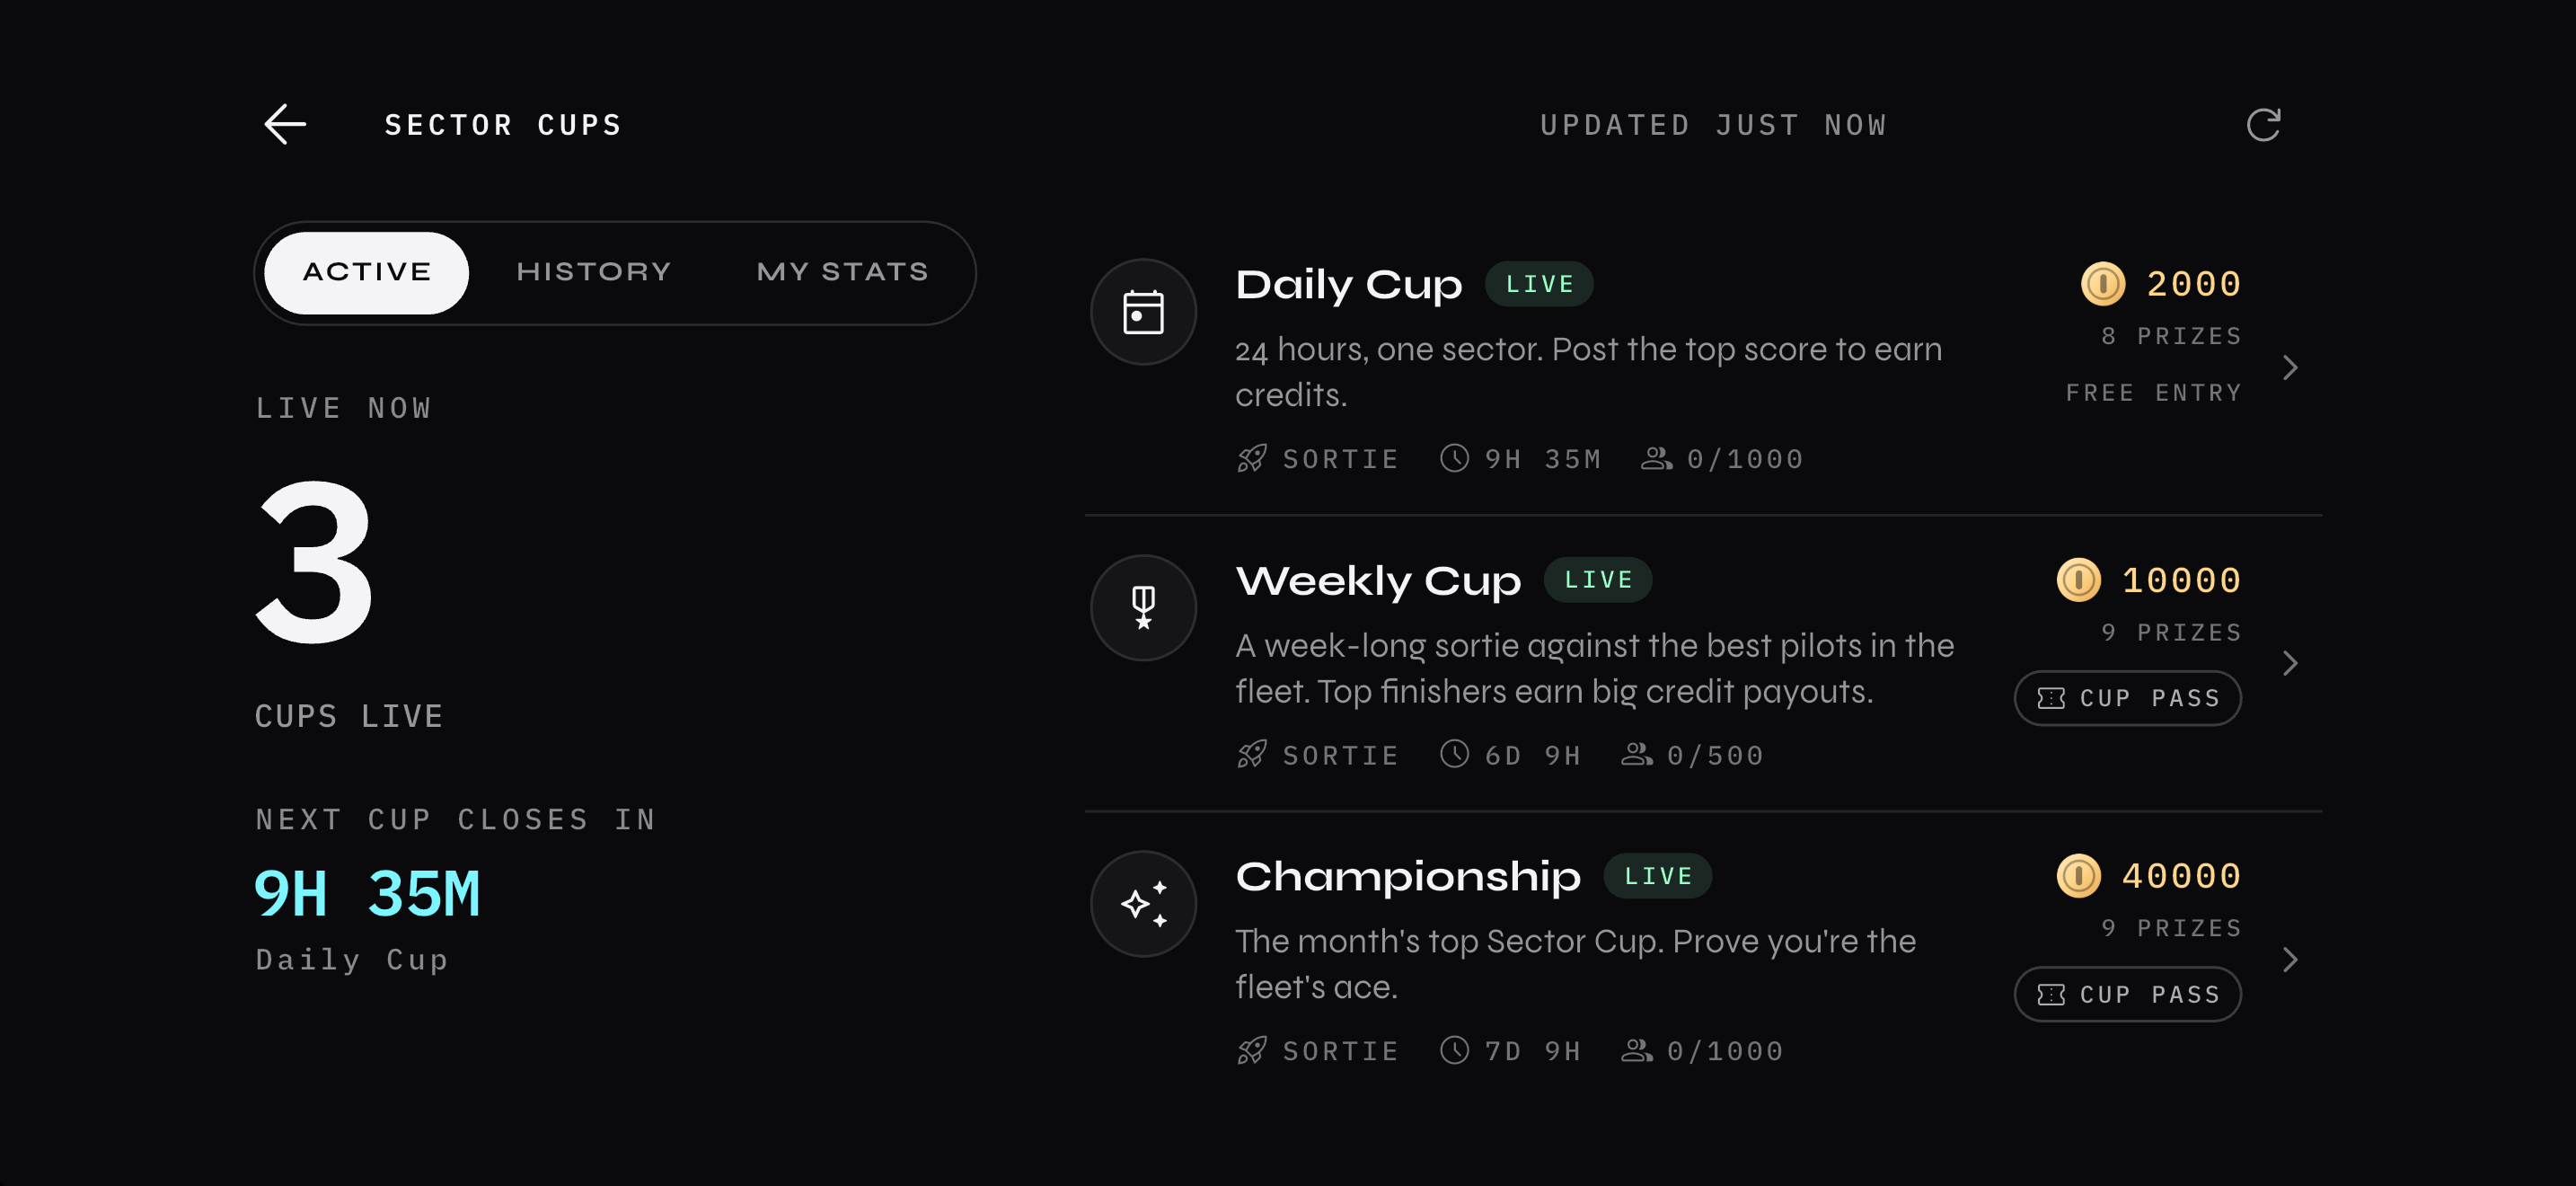 SECTOR CUPS
UPDATED JUST NOW
ACTIVE
HISTORY
MY STATS
LIVE NOW
3
CUPS LIVE
NEXT CUP CLOSES IN
9H 35M
Daily Cup
Daily Cup LIVE
24 hours, one sector. Post the top score to earn
credits.
SORTIE 9H 35M 0/1000
2000
8 PRIZES
FREE ENTRY
Weekly Cup LIVE
A week-long sortie against the best pilots in the
fleet. Top finishers earn big credit payouts.
SORTIE 6D 9H 0/500
10000
9 PRIZES
CUP PASS
Championship LIVE
The month's top Sector Cup. Prove you're the
fleet's ace.
SORTIE 7D 9H 0/1000
40000
9 PRIZES
CUP PASS